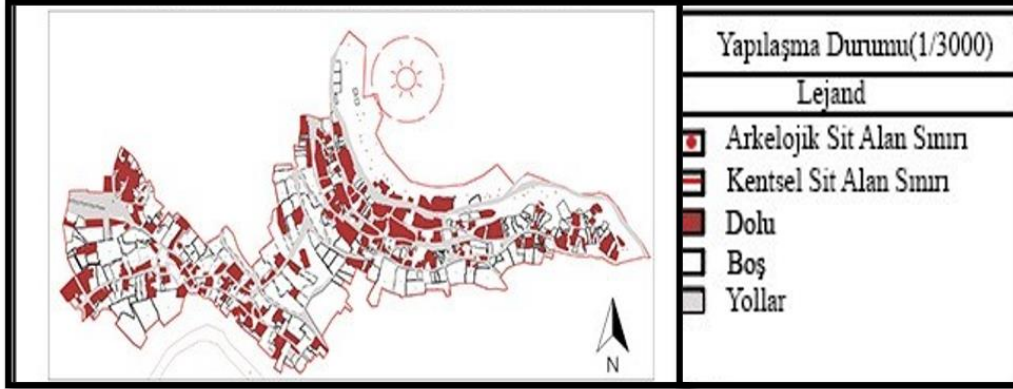 Yapılaşma Durumu(1/3000)
Lejand
Arkelojik Sit Alan Sınırı
Kentsel Sit Alan Sınırı
Dolu
Boş
Yollar
N